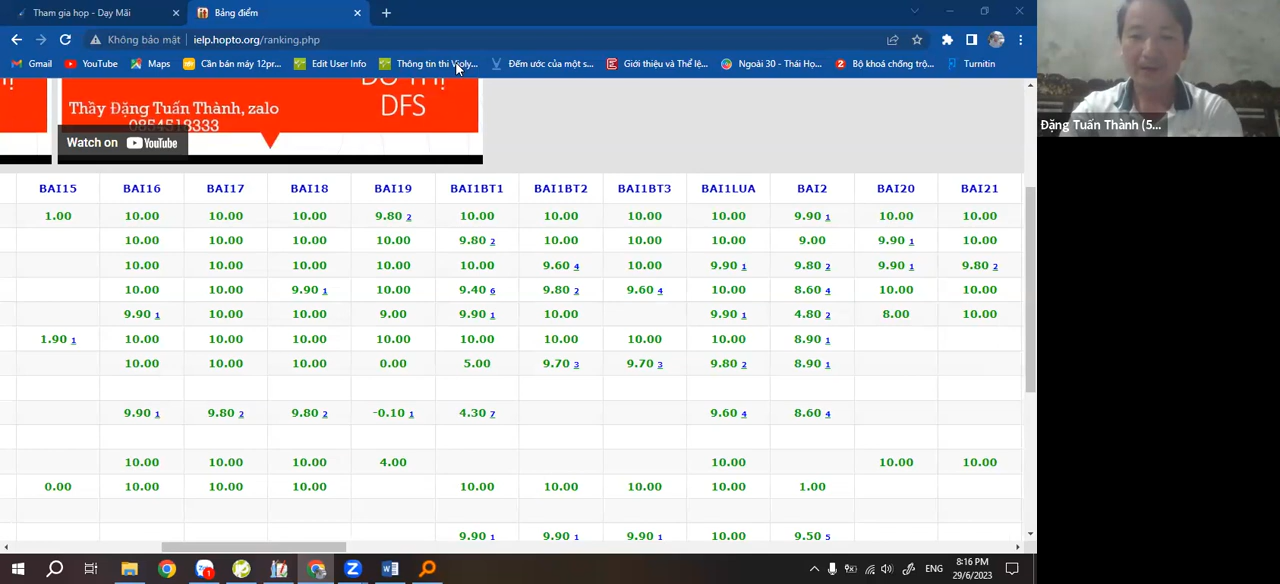 Tham gia họp - Dạy Mãi
Bảng điểm
Không bảo mật
ielp.hopto.org/ranking.php
Gmail
YouTube
Maps
Cần bán máy 12pr...
Edit User Info
Thông tin thi Violy...
Đếm ước của một s...
Giới thiệu và Thể lệ...
Ngoài 30 - Thái Họ...
Bộ khoá chống trộ...
Turnitin
Thầy Đặng Tuấn Thành, zalo
0854518333
DFS
Watch on YouTube
Đặng Tuấn Thành (5...
BAI15 BAI16 BAI17 BAI18 BAI19 BAI1BT1 BAI1BT2 BAI1BT3 BAI1LUA BAI2 BAI20 BAI21
1.00 10.00 10.00 10.00 9.80 2 10.00 10.00 10.00 10.00 9.90 1 10.00 10.00
10.00 10.00 10.00 10.00 9.80 2 10.00 10.00 10.00 9.00 9.90 1 10.00
10.00 10.00 10.00 10.00 10.00 9.60 4 10.00 9.90 1 9.80 2 9.90 1 9.80 2
10.00 10.00 9.90 1 10.00 9.40 6 9.80 2 9.60 4 10.00 8.60 4 10.00 10.00
9.90 1 10.00 10.00 9.00 9.90 1 10.00 9.90 1 4.80 2 8.00 10.00
1.90 1 10.00 10.00 10.00 10.00 10.00 10.00 10.00 10.00 8.90 1
10.00 10.00 10.00 0.00 5.00 9.70 3 9.70 3 9.80 2 8.90 1
9.90 1 9.80 2 9.80 2 -0.10 1 4.30 7 9.60 4 8.60 4
10.00 10.00 10.00 4.00 10.00 10.00 10.00
0.00 10.00 10.00 10.00 10.00 10.00 10.00 10.00 1.00
9.90 1 9.90 1 9.90 1 10.00 9.50 5
ENG
8:16 PM
29/6/2023